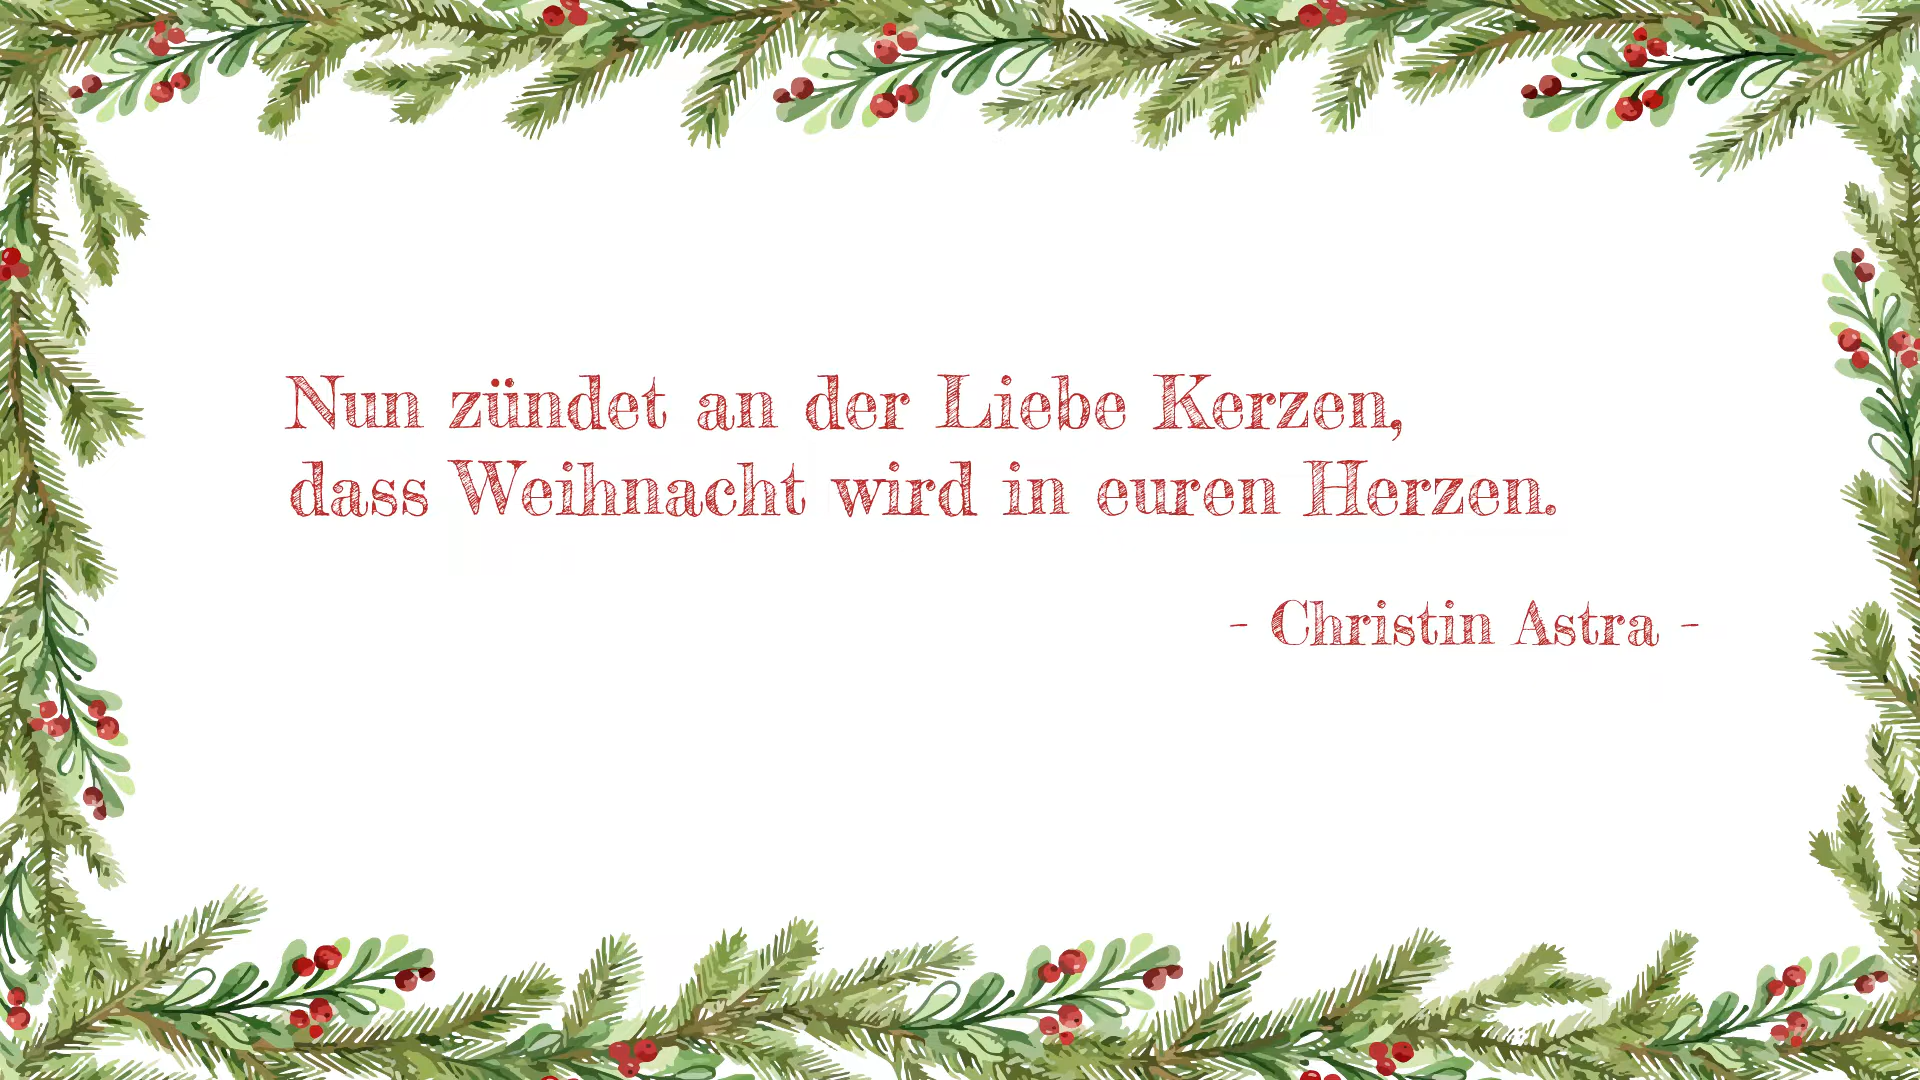 Nun zündet an der Liebe Kerzen,
dass Weihnacht wird in euren Herzen.
- Christin Astra -